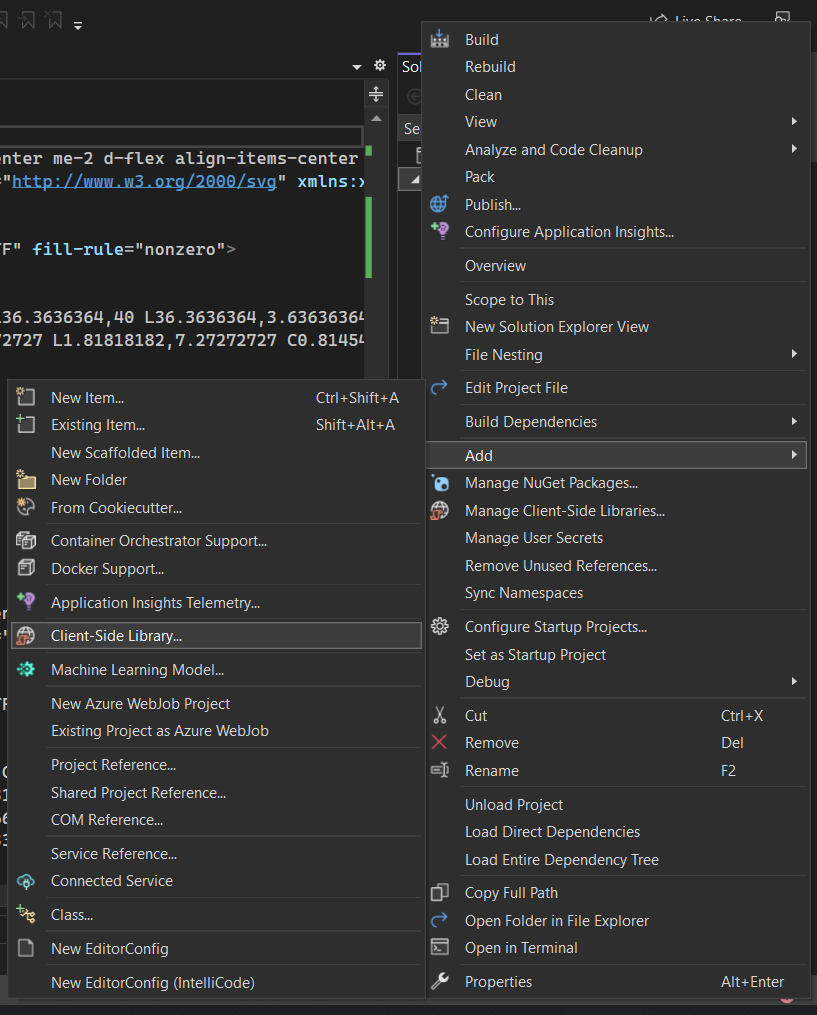 Live Share
Sol
Se
enter me-2 d-flex align-items-center
="http://www.w3.org/2000/svg" xmlns:x
FF" fill-rule="nonzero">
L36.3636364,40 L36.3636364,3.63636364
72727 L1.81818182,7.27272727 C0.81454
Build
Rebuild
Clean
View
Analyze and Code Cleanup
Pack
Publish...
Configure Application Insights...
Overview
Scope to This
New Solution Explorer View
File Nesting
Edit Project File
Build Dependencies
Add
Manage NuGet Packages...
Manage Client-Side Libraries...
Manage User Secrets
Remove Unused References...
Sync Namespaces
Configure Startup Projects...
Set as Startup Project
Debug
Cut Ctrl+X
Remove Del
Rename F2
Unload Project
Load Direct Dependencies
Load Entire Dependency Tree
Copy Full Path
Open Folder in File Explorer
Open in Terminal
Properties Alt+Enter
New Item... Ctrl+Shift+A
Existing Item... Shift+Alt+A
New Scaffolded Item...
New Folder
From Cookiecutter...
Container Orchestrator Support...
Docker Support...
Application Insights Telemetry...
Client-Side Library...
Machine Learning Model...
New Azure WebJob Project
Existing Project as Azure WebJob
Project Reference...
Shared Project Reference...
COM Reference...
Service Reference...
Connected Service
Class...
New EditorConfig
New EditorConfig (IntelliCode)